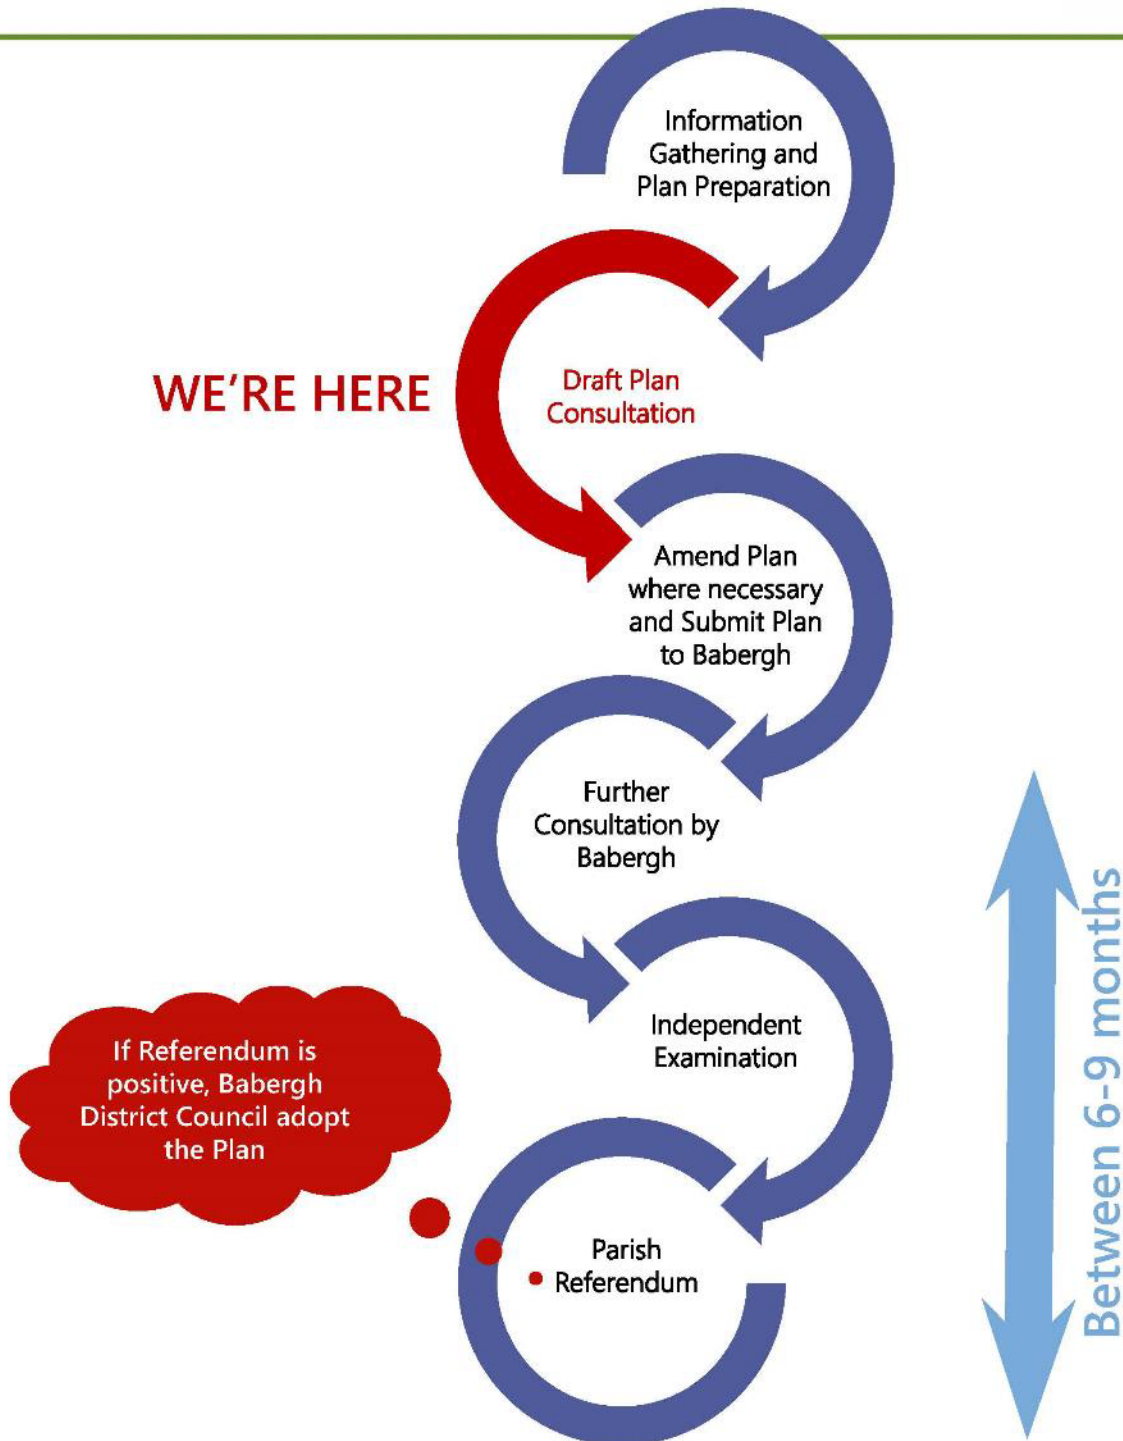 Information
Gathering and
Plan Preparation
WE'RE HERE
Draft Plan
Consultation
Amend Plan
where necessary
and Submit Plan
to Babergh
Further
Consultation by
Babergh
Independent
Examination
If Referendum is
positive, Babergh
District Council adopt
the Plan
Parish
Referendum
Between 6-9 months